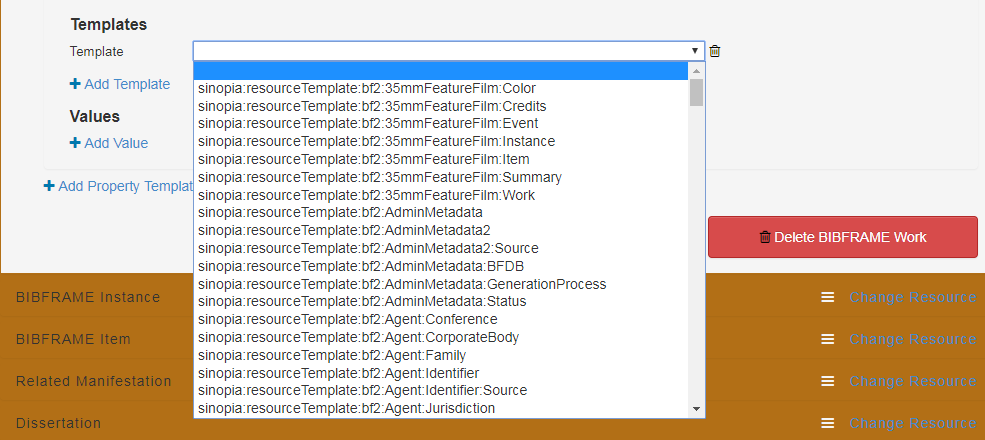 Templates
Template
Add Template
Values
Add Value
Add Property Templat
sinopia:resourceTemplate:bf2:35mmFeatureFilm:Color
sinopia:resourceTemplate:bf2:35mmFeatureFilm:Credits
sinopia:resourceTemplate:bf2:35mmFeatureFilm:Event
sinopia:resourceTemplate:bf2:35mmFeatureFilm:Instance
sinopia:resourceTemplate:bf2:35mmFeatureFilm:Item
sinopia:resourceTemplate:bf2:35mmFeatureFilm:Summary
sinopia:resourceTemplate:bf2:35mmFeatureFilm:Work
sinopia:resourceTemplate:bf2:AdminMetadata
sinopia:resourceTemplate:bf2:AdminMetadata2
sinopia:resourceTemplate:bf2:AdminMetadata2:Source
sinopia:resourceTemplate:bf2:AdminMetadata:BFDB
sinopia:resourceTemplate:bf2:AdminMetadata:GenerationProcess
sinopia:resourceTemplate:bf2:AdminMetadata:Status
sinopia:resourceTemplate:bf2:Agent:Conference
sinopia:resourceTemplate:bf2:Agent:CorporateBody
sinopia:resourceTemplate:bf2:Agent:Family
sinopia:resourceTemplate:bf2:Agent:Identifier
sinopia:resourceTemplate:bf2:Agent:Identifier:Source
sinopia:resourceTemplate:bf2:Agent:Jurisdiction
Delete BIBFRAME Work
BIBFRAME Instance Change Resource
BIBFRAME Item Change Resource
Related Manifestation Change Resource
Dissertation Change Resource